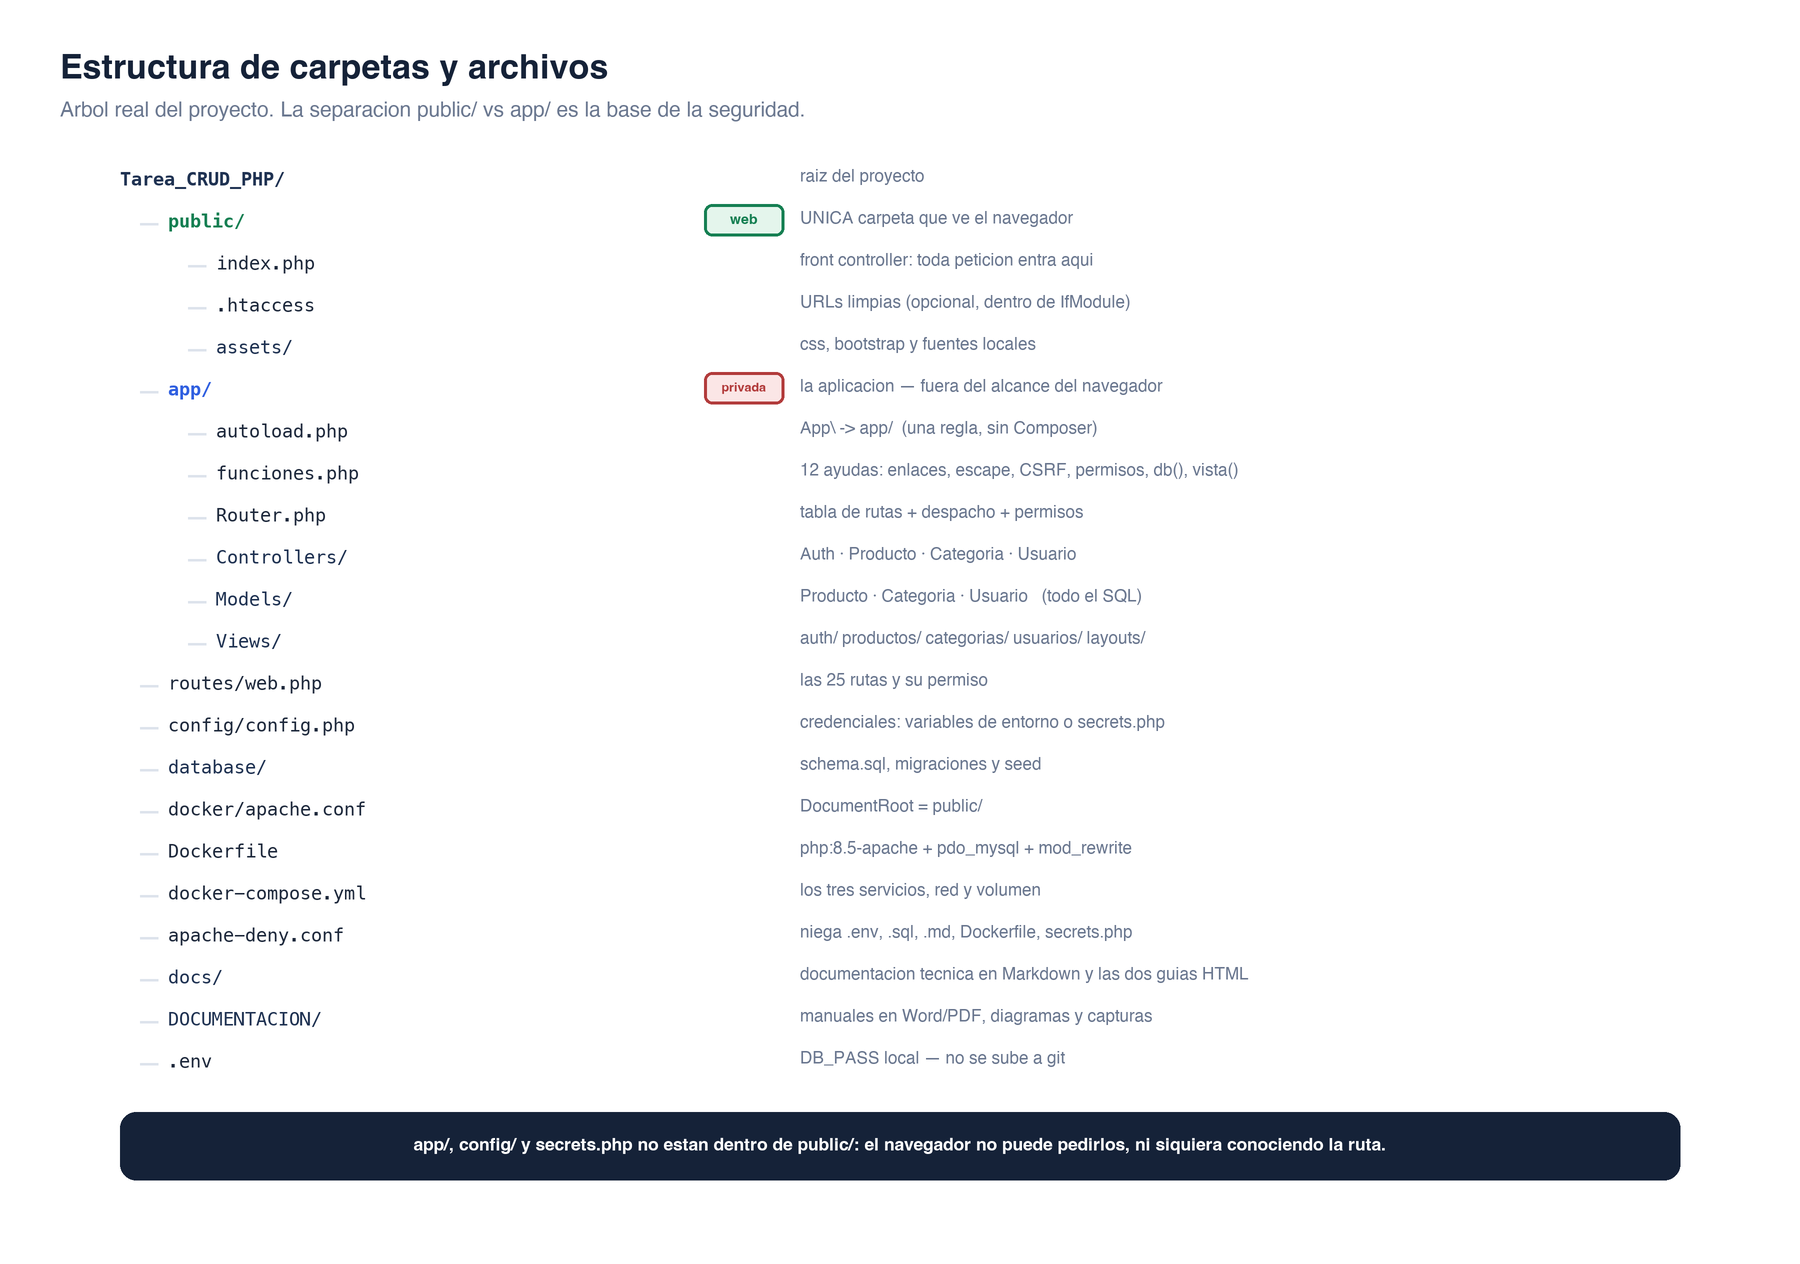 Estructura de carpetas y archivos
Arbol real del proyecto. La separacion public/ vs app/ es la base de la seguridad.
Tarea_CRUD_PHP/ raiz del proyecto
— public/ web UNICA carpeta que ve el navegador
— index.php front controller: toda peticion entra aqui
— .htaccess URLs limpias (opcional, dentro de IfModule)
— assets/ css, bootstrap y fuentes locales
— app/ privada la aplicacion — fuera del alcance del navegador
— autoload.php App\ -> app/ (una regla, sin Composer)
— funciones.php 12 ayudas: enlaces, escape, CSRF, permisos, db(), vista()
— Router.php tabla de rutas + despacho + permisos
— Controllers/ Auth · Producto · Categoria · Usuario
— Models/ Producto · Categoria · Usuario (todo el SQL)
— Views/ auth/ productos/ categorias/ usuarios/ layouts/
— routes/web.php las 25 rutas y su permiso
— config/config.php credenciales: variables de entorno o secrets.php
— database/ schema.sql, migraciones y seed
— docker/apache.conf DocumentRoot = public/
— Dockerfile php:8.5-apache + pdo_mysql + mod_rewrite
— docker-compose.yml los tres servicios, red y volumen
— apache-deny.conf niega .env, .sql, .md, Dockerfile, secrets.php
— docs/ documentacion tecnica en Markdown y las dos guias HTML
— DOCUMENTACION/ manuales en Word/PDF, diagramas y capturas
— .env DB_PASS local — no se sube a git
app/, config/ y secrets.php no estan dentro de public/: el navegador no puede pedirlos, ni siquiera conociendo la ruta.